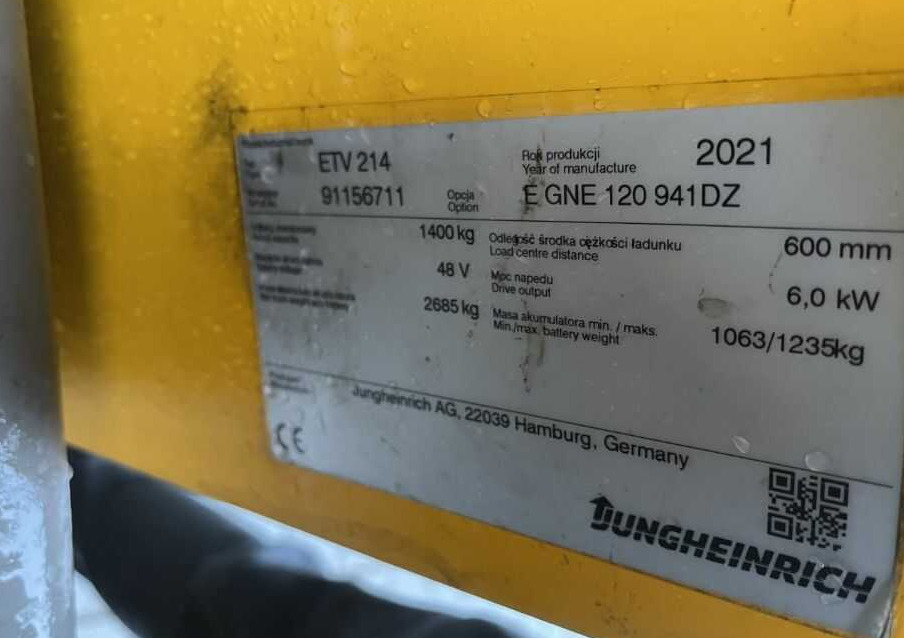 ETV 214
Rok produkcji
Year of manufacture
2021
91156711
Opcja
Option
E GNE 120 941DZ
1400 kg
Odległość środka ciężkości ładunku
Load centre distance
600 mm
48 V
Moc napędu
Drive output
6,0 kW
2685 kg
Masa akumulatora min. / maks.
Min./max. battery weight
1063/1235kg
Jungheinrich AG, 22039 Hamburg, Germany
CE
JUNGHEINRICH